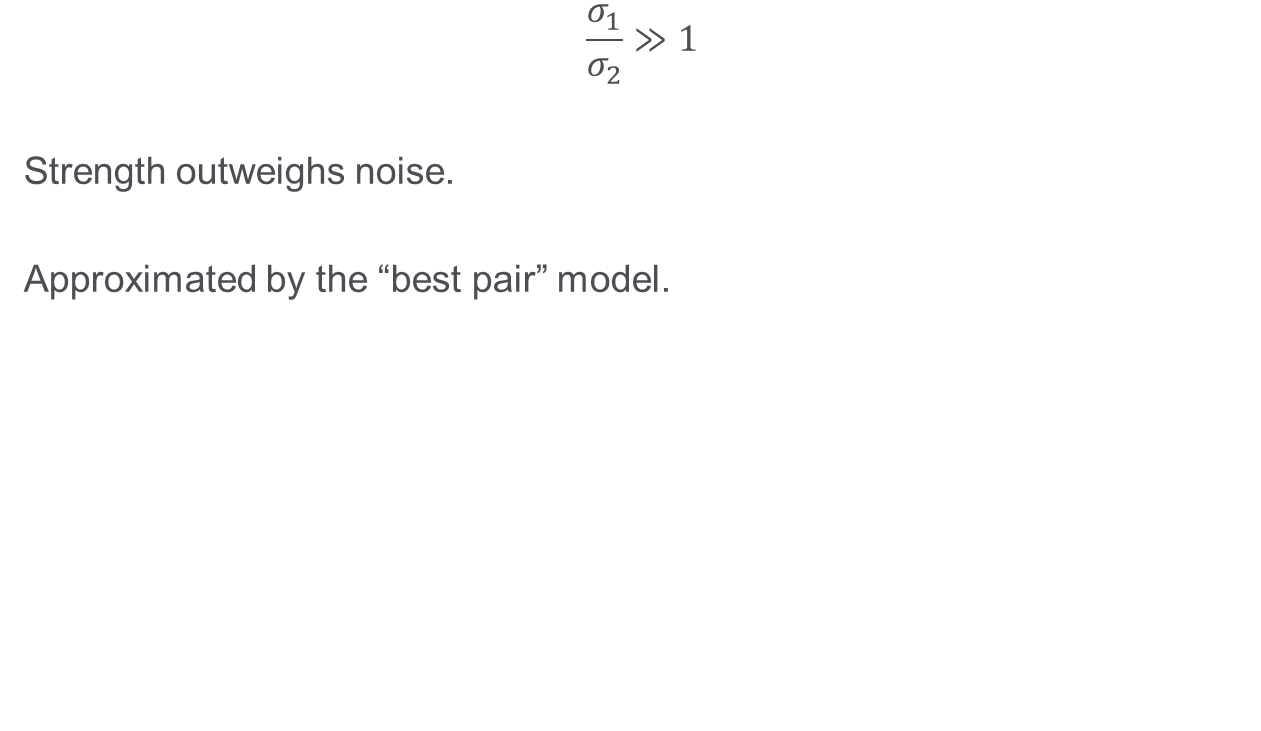 σ₁/σ₂ ≫ 1
Strength outweighs noise.
Approximated by the “best pair” model.